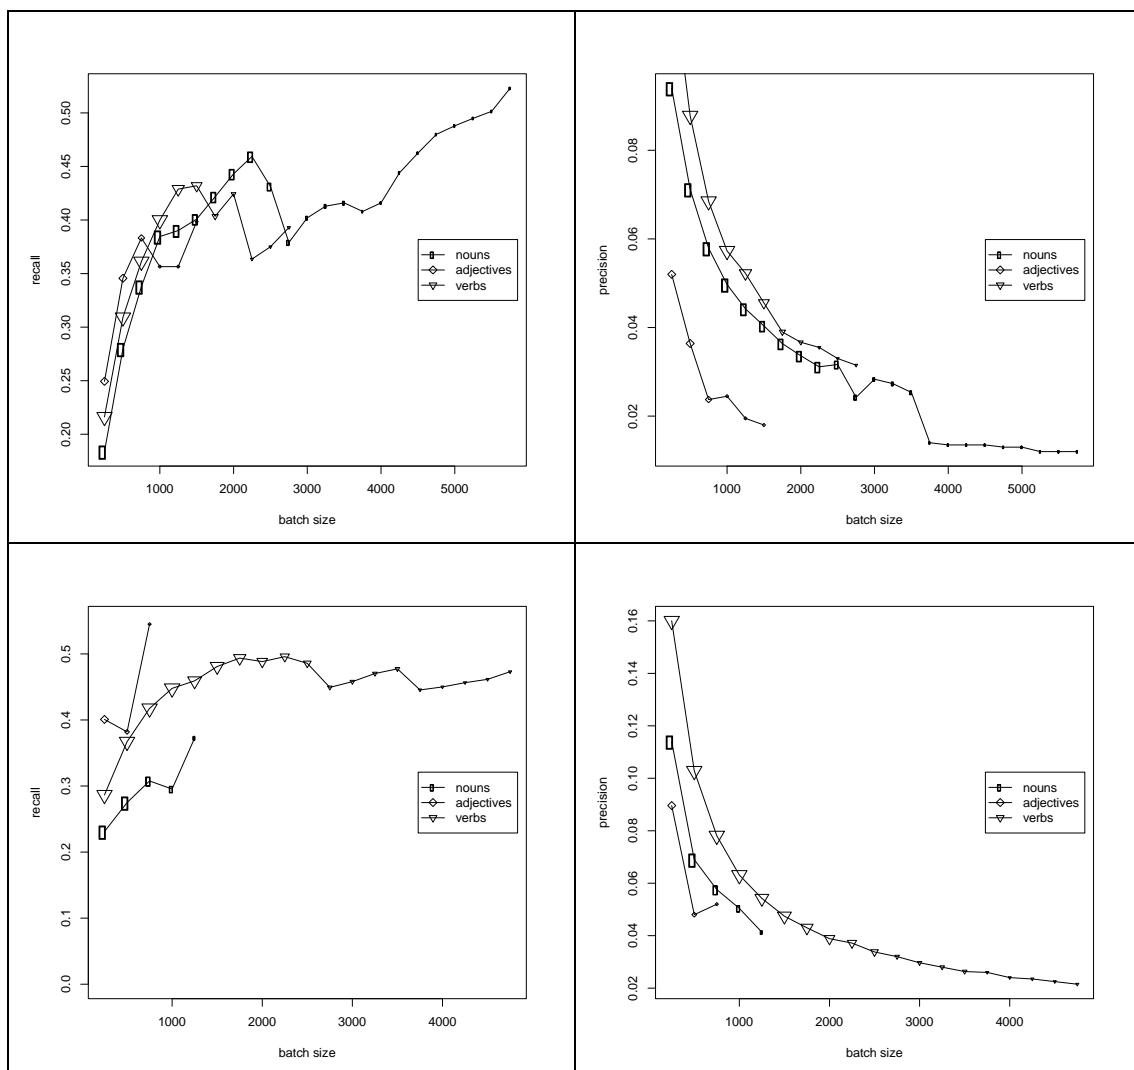 recall
0.20 0.25 0.30 0.35 0.40 0.45 0.50
nouns
adjectives
verbs
1000 2000 3000 4000 5000
batch size
precision
0.02 0.04 0.06 0.08
nouns
adjectives
verbs
1000 2000 3000 4000 5000
batch size
recall
0.0 0.1 0.2 0.3 0.4 0.5
nouns
adjectives
verbs
1000 2000 3000 4000
batch size
precision
0.02 0.04 0.06 0.08 0.10 0.12 0.14 0.16
nouns
adjectives
verbs
1000 2000 3000 4000
batch size